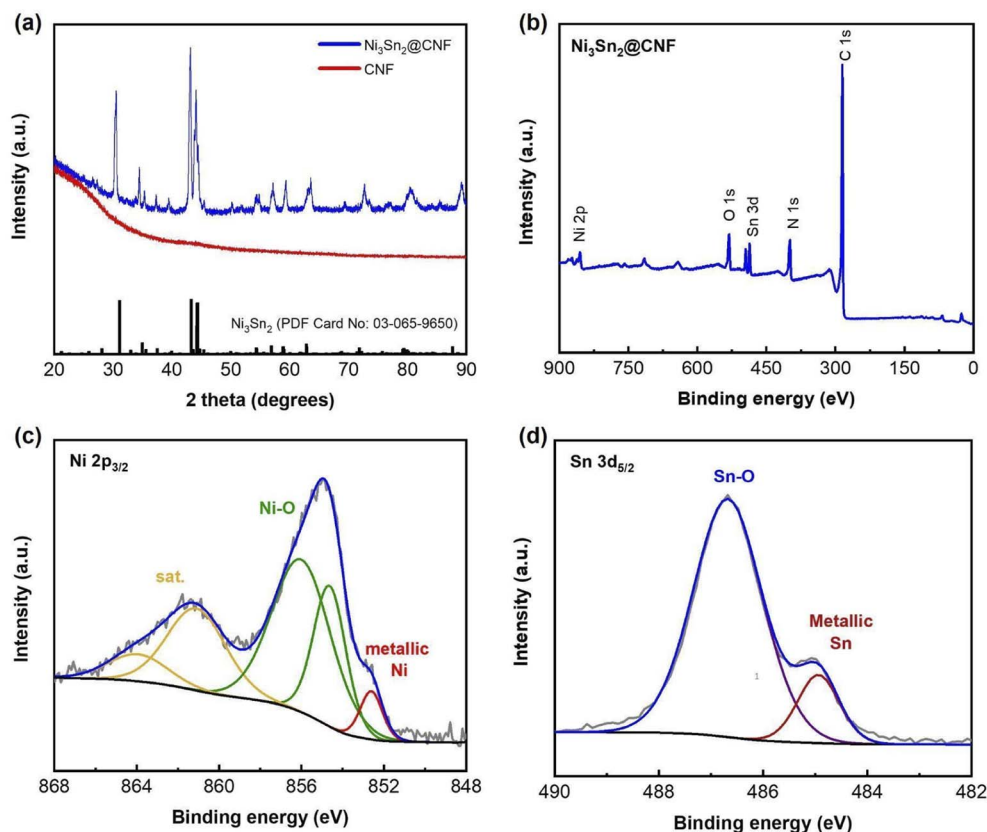 (a)
Ni₃Sn₂@CNF
CNF
Ni₃Sn₂ (PDF Card No: 03-065-9650)
Intensity (a.u.)
20 30 40 50 60 70 80 90
2 theta (degrees)
(b)
Ni₃Sn₂@CNF
Ni 2p
O 1s
Sn 3d
N 1s
C 1s
Intensity (a.u.)
900 750 600 450 300 150 0
Binding energy (eV)
(c)
Ni 2p₃/₂
Ni-O
sat.
metallic
Ni
Intensity (a.u.)
868 864 860 856 852 848
Binding energy (eV)
(d)
Sn 3d₅/₂
Sn-O
Metallic
Sn
1
Intensity (a.u.)
490 488 486 484 482
Binding energy (eV)